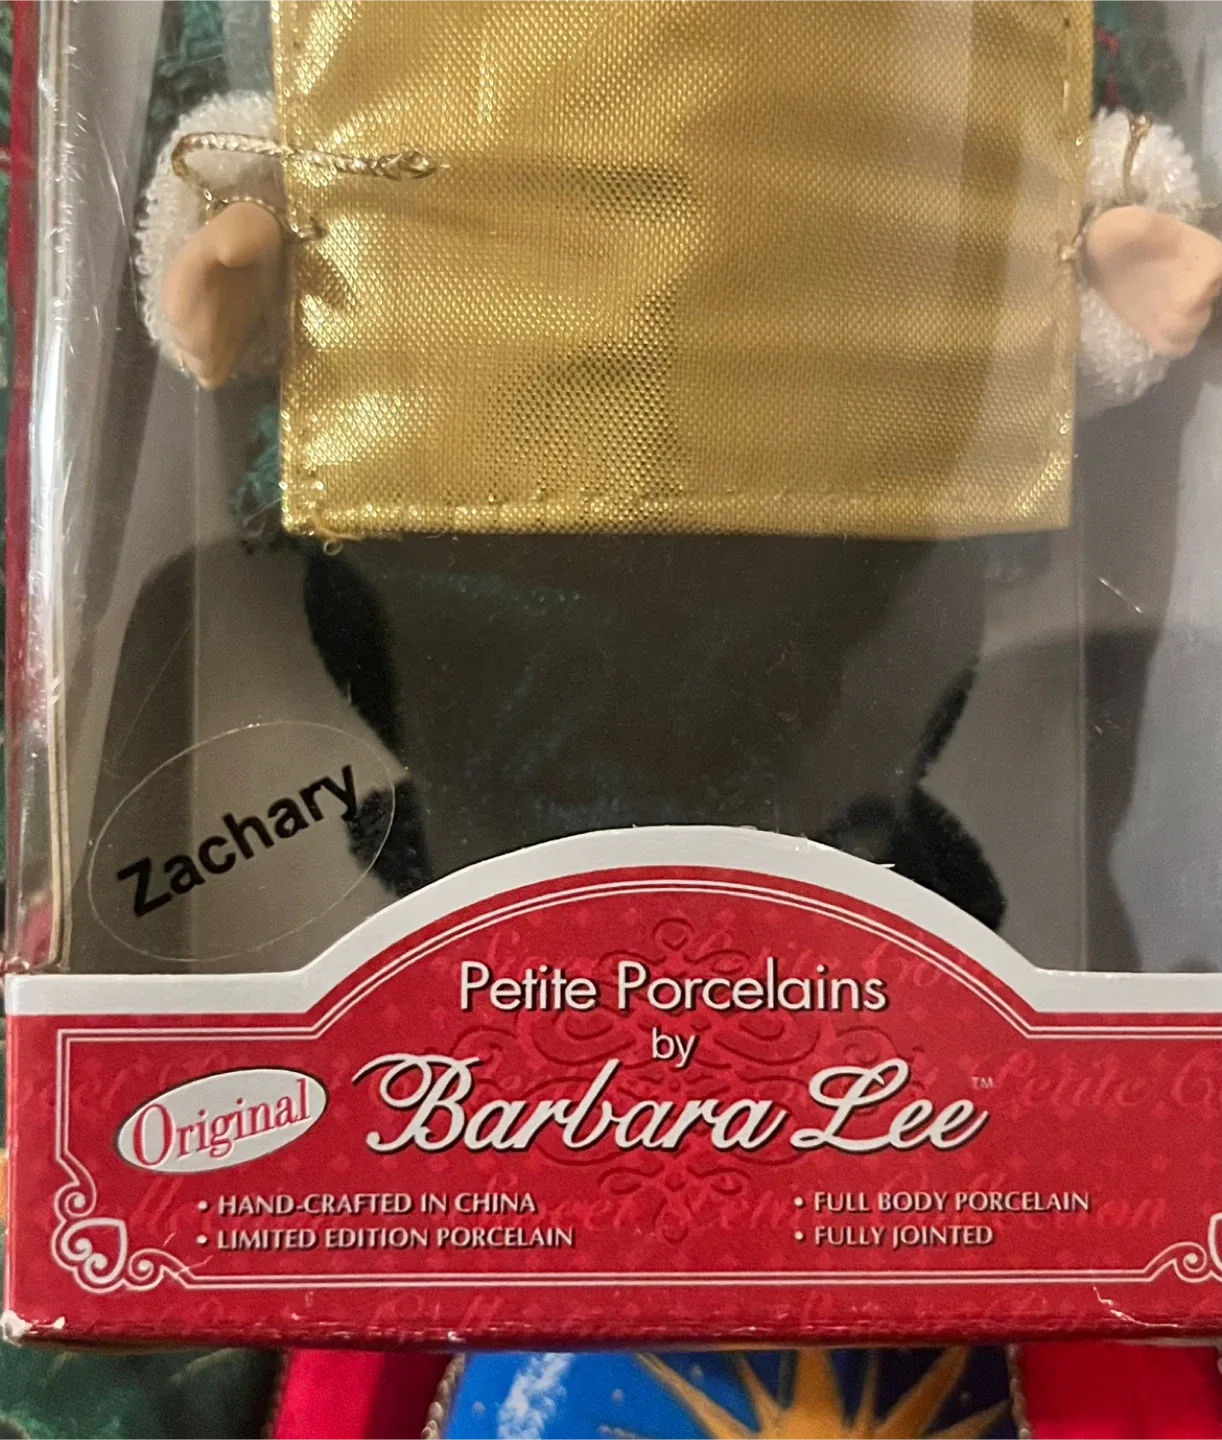 Zachary
Petite Porcelains
by
Barbara Lee™
Original
• HAND-CRAFTED IN CHINA
• LIMITED EDITION PORCELAIN
• FULL BODY PORCELAIN
• FULLY JOINTED